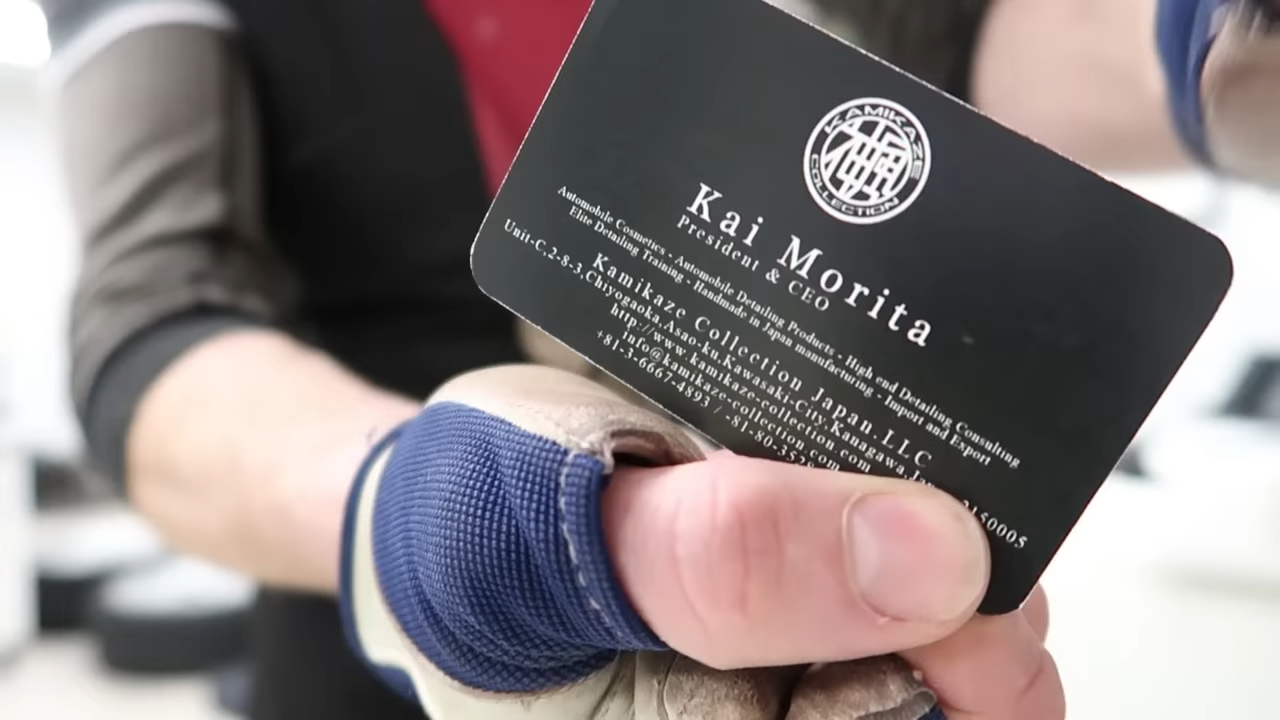 KAMIKAZE
COLLECTION
Kai Morita
President & CEO
Automobile Cosmetics - Automobile Detailing Products - High end Detailing Consulting
Elite Detailing Training - Handmade in Japan manufacturing - Import and Export
Kamikaze Collection Japan.LLC
Unit-C,2-8-3,Chiyogaoka,Asao-ku,Kawasaki-City,Kanagawa, 2150005
http://www.kamikaze-collection.com
info@kamikaze-collection.com
+81-3-6667-4893 / +81-80-3528